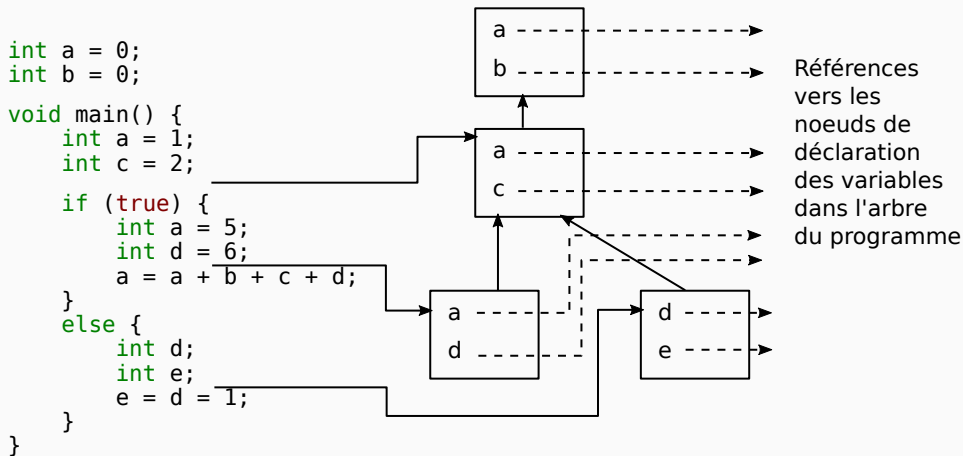 int a = 0;
int b = 0;
void main() {
int a = 1;
int c = 2;
if (true) {
int a = 5;
int d = 6;
a = a + b + c + d;
}
else {
int d;
int e;
e = d = 1;
}
}
a
b
a
c
a
d
d
e
Références
vers les
noeuds de
déclaration
des variables
dans l'arbre
du programme